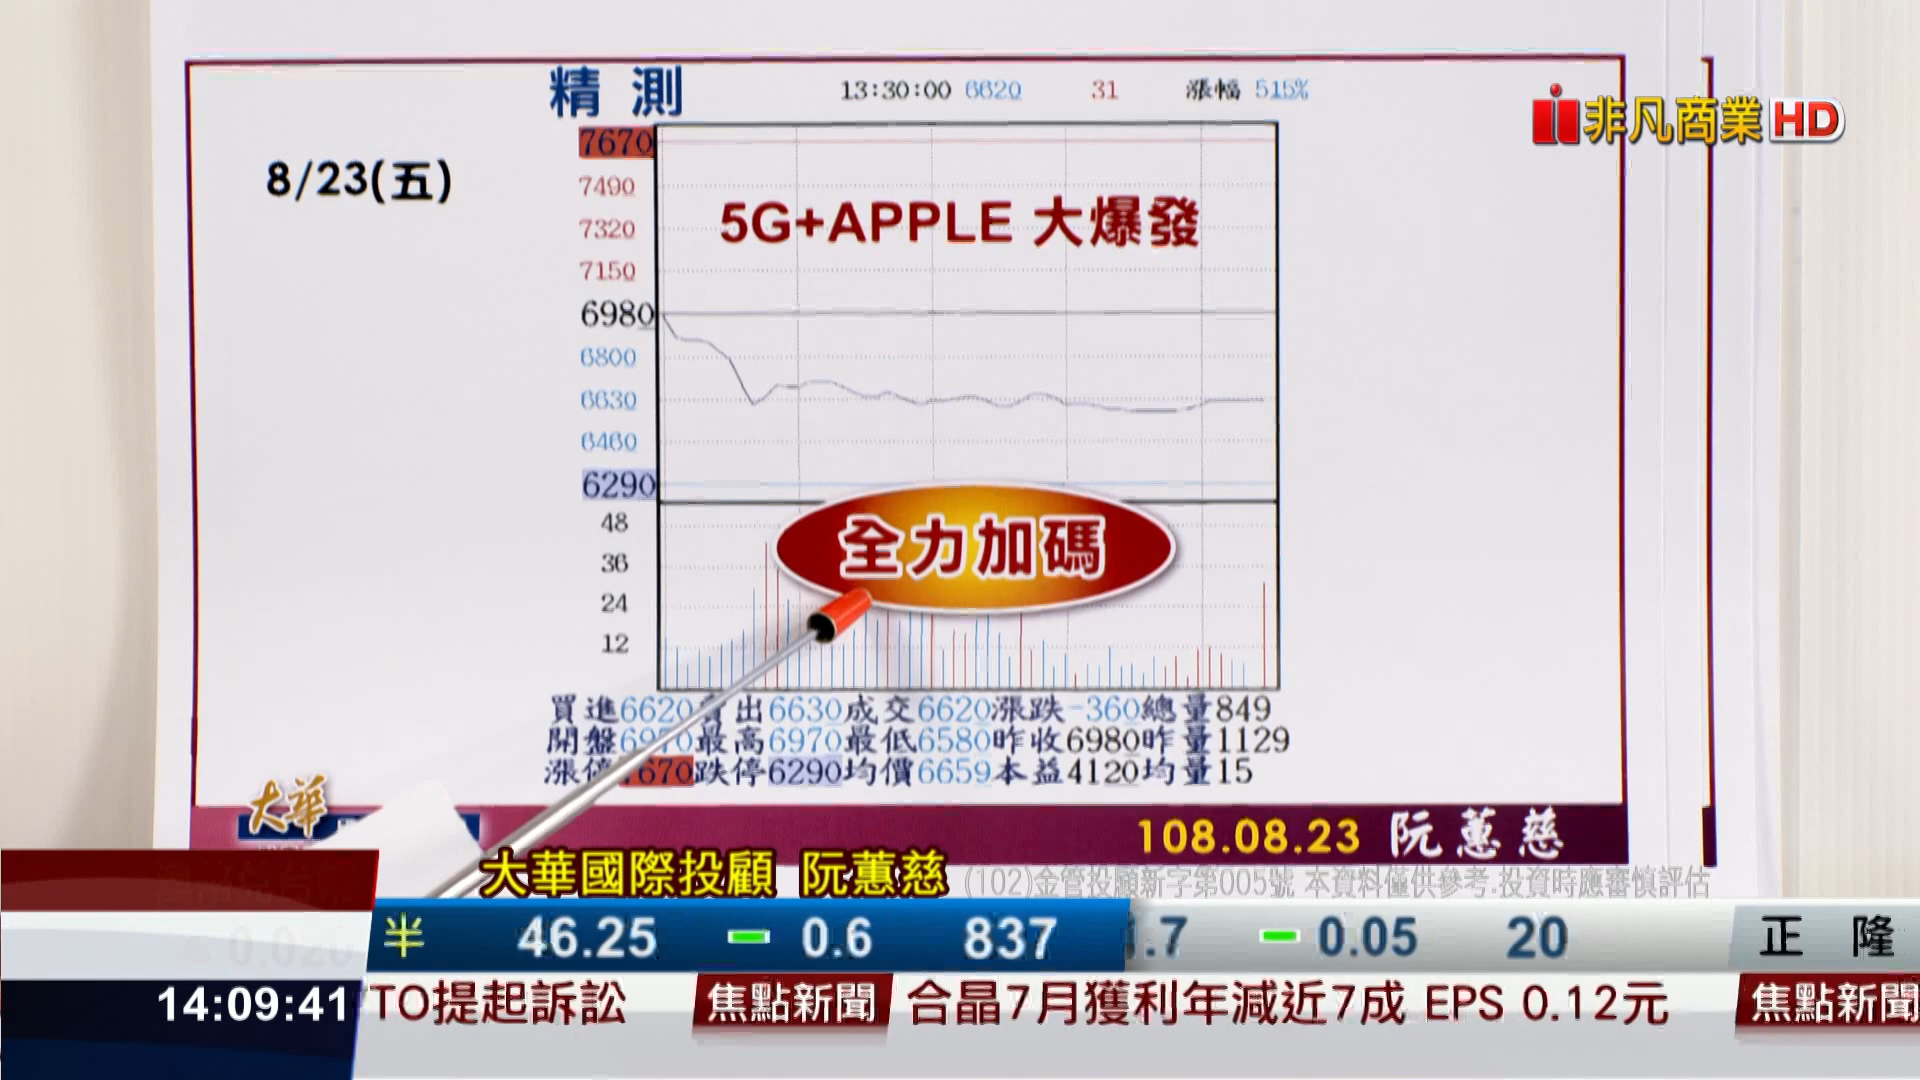 精測 13:30:00 6620 31 漲幅 515%
非凡商業HD
8/23(五)
7670
7490
7320
7150
6980
6800
6630
6460
6290
48
36
24
12
5G+APPLE 大爆發
全力加碼
買進6620 出6630成交6620漲跌-360總量849
開盤6970最高6970最低6580昨收6980昨量1129
漲停7670跌停6290均價6659本益4120均量15
大華
108.08.23 阮蕙慈
大華國際投顧 阮蕙慈 (102)金管投顧新字第005號 本資料僅供參考.投資時應審慎評估
半 46.25 0.6 837 .7 0.05 20 正隆
14:09:41 TO提起訴訟 焦點新聞 合晶7月獲利年減近7成 EPS 0.12元 焦點新聞